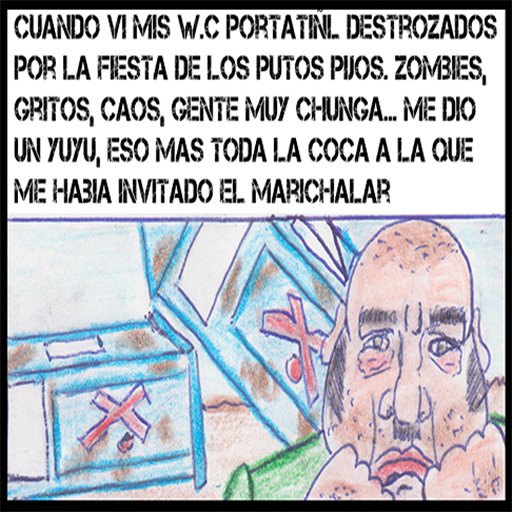 CUANDO VI MIS W.C PORTATIÑL DESTROZADOS
POR LA FIESTA DE LOS PUTOS PIJOS. ZOMBIES,
GRITOS, CAOS, GENTE MUY CHUNGA... ME DIO
UN YUYU, ESO MAS TODA LA COCA A LA QUE
ME HABIA INVITADO EL MARICHALAR